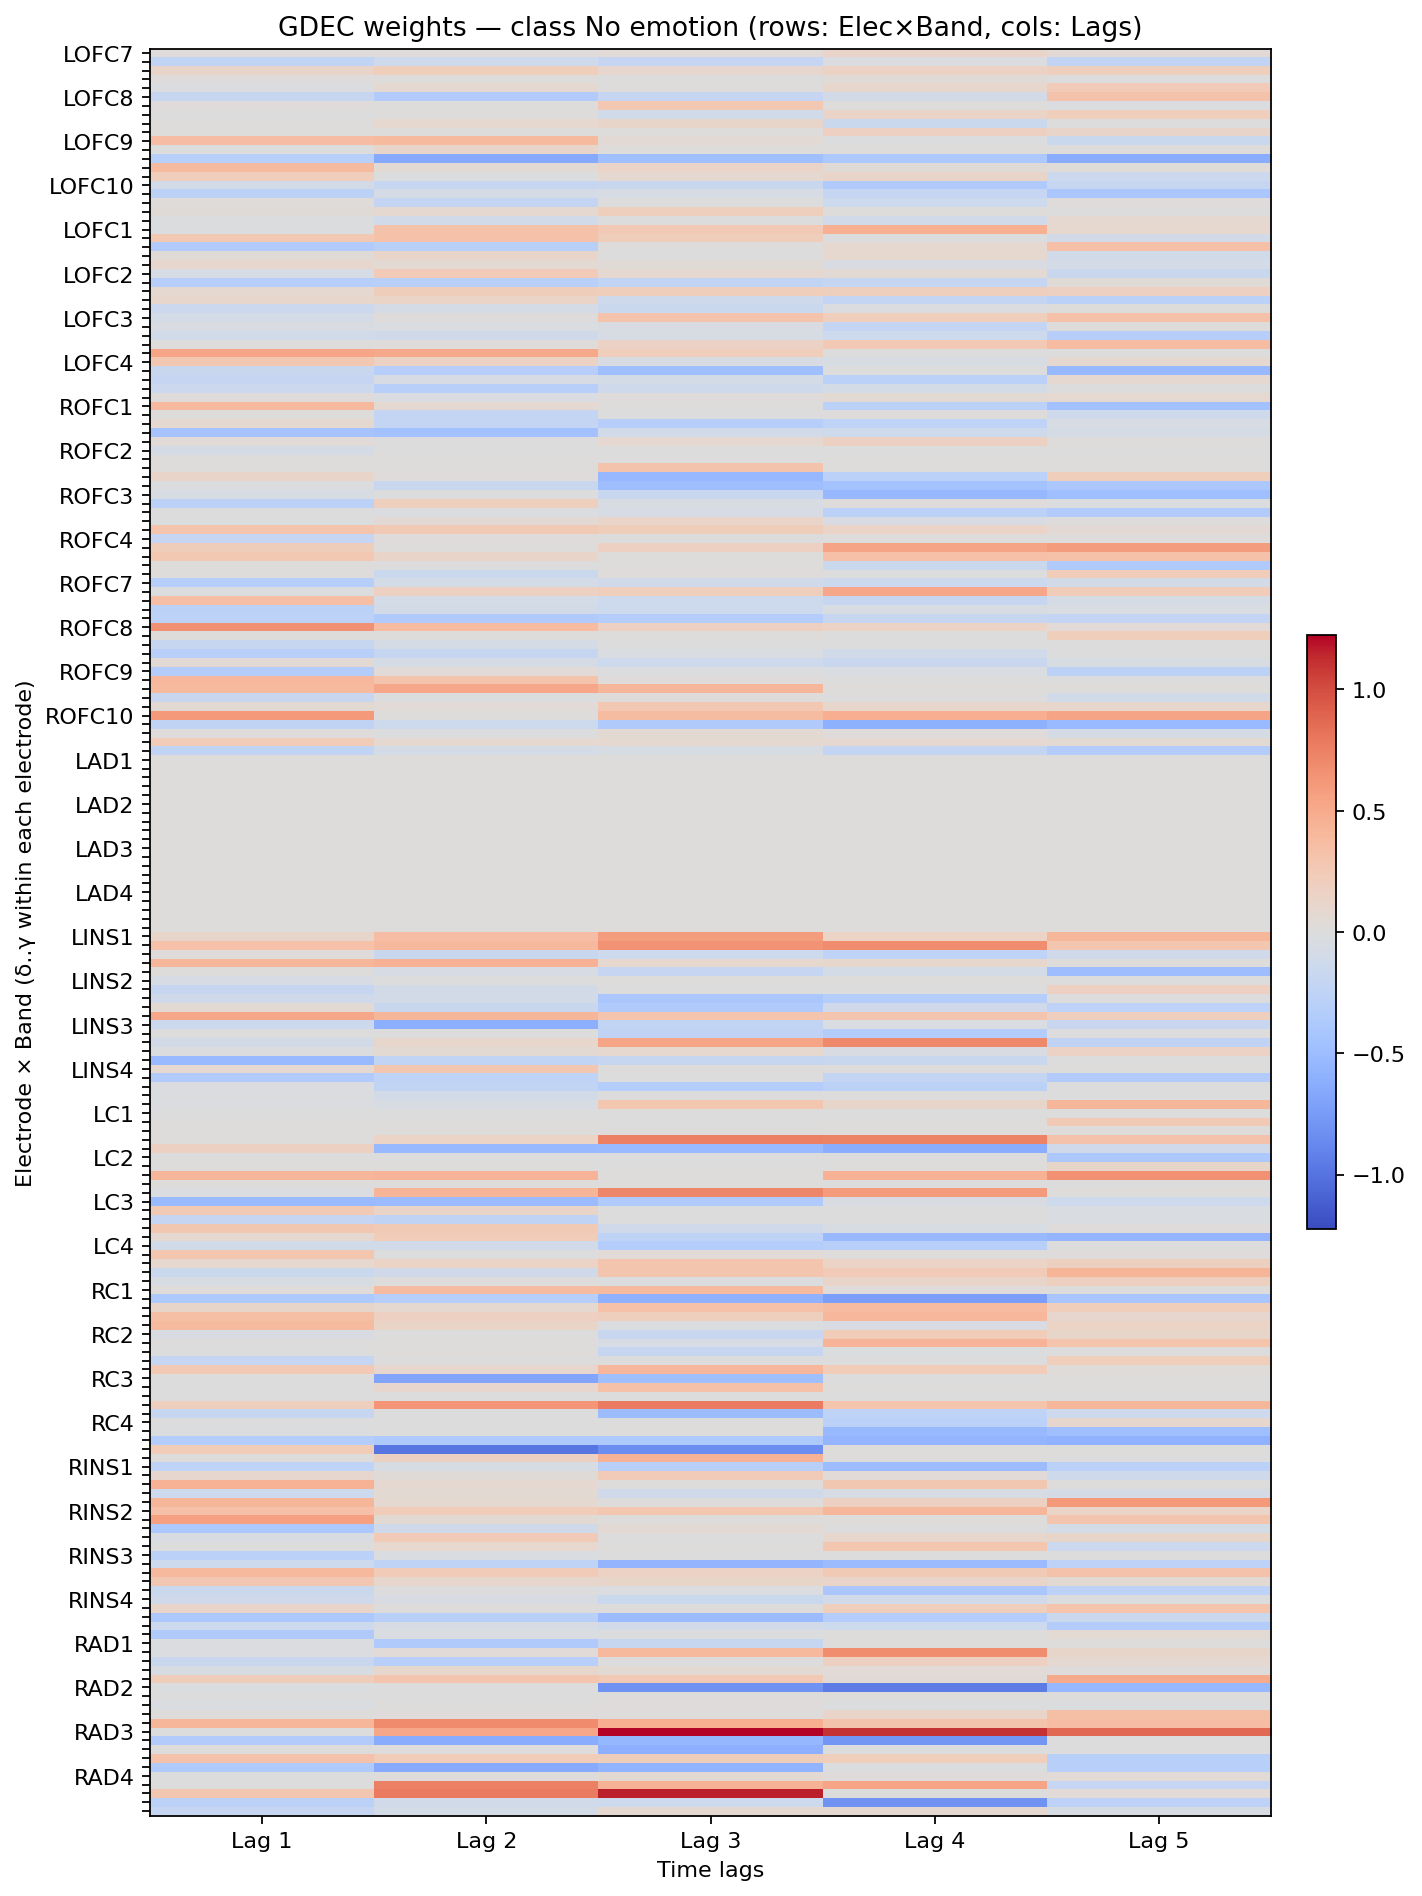 GDEC weights — class No emotion (rows: Elec×Band, cols: Lags)
LOFC7
LOFC8
LOFC9
LOFC10
LOFC1
LOFC2
LOFC3
LOFC4
ROFC1
ROFC2
ROFC3
ROFC4
ROFC7
ROFC8
ROFC9
ROFC10
LAD1
LAD2
LAD3
LAD4
LINS1
LINS2
LINS3
LINS4
LC1
LC2
LC3
LC4
RC1
RC2
RC3
RC4
RINS1
RINS2
RINS3
RINS4
RAD1
RAD2
RAD3
RAD4
Electrode × Band (δ..γ within each electrode)
Lag 1 Lag 2 Lag 3 Lag 4 Lag 5
Time lags
1.0
0.5
0.0
−0.5
−1.0